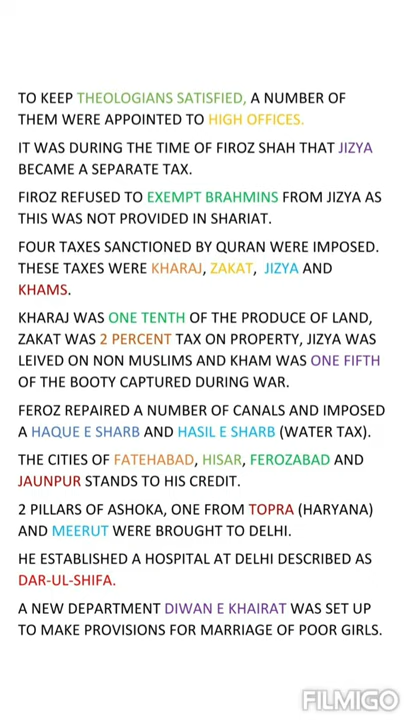 TO KEEP THEOLOGIANS SATISFIED, A NUMBER OF
THEM WERE APPOINTED TO HIGH OFFICES.
IT WAS DURING THE TIME OF FIROZ SHAH THAT JIZYA
BECAME A SEPARATE TAX.
FIROZ REFUSED TO EXEMPT BRAHMINS FROM JIZYA AS
THIS WAS NOT PROVIDED IN SHARIAT.
FOUR TAXES SANCTIONED BY QURAN WERE IMPOSED.
THESE TAXES WERE KHARAJ, ZAKAT, JIZYA AND
KHAMS.
KHARAJ WAS ONE TENTH OF THE PRODUCE OF LAND,
ZAKAT WAS 2 PERCENT TAX ON PROPERTY, JIZYA WAS
LEIVED ON NON MUSLIMS AND KHAM WAS ONE FIFTH
OF THE BOOTY CAPTURED DURING WAR.
FEROZ REPAIRED A NUMBER OF CANALS AND IMPOSED
A HAQUE E SHARB AND HASIL E SHARB (WATER TAX).
THE CITIES OF FATEHABAD, HISAR, FEROZABAD AND
JAUNPUR STANDS TO HIS CREDIT.
2 PILLARS OF ASHOKA, ONE FROM TOPRA (HARYANA)
AND MEERUT WERE BROUGHT TO DELHI.
HE ESTABLISHED A HOSPITAL AT DELHI DESCRIBED AS
DAR-UL-SHIFA.
A NEW DEPARTMENT DIWAN E KHAIRAT WAS SET UP
TO MAKE PROVISIONS FOR MARRIAGE OF POOR GIRLS.
FILMIGO